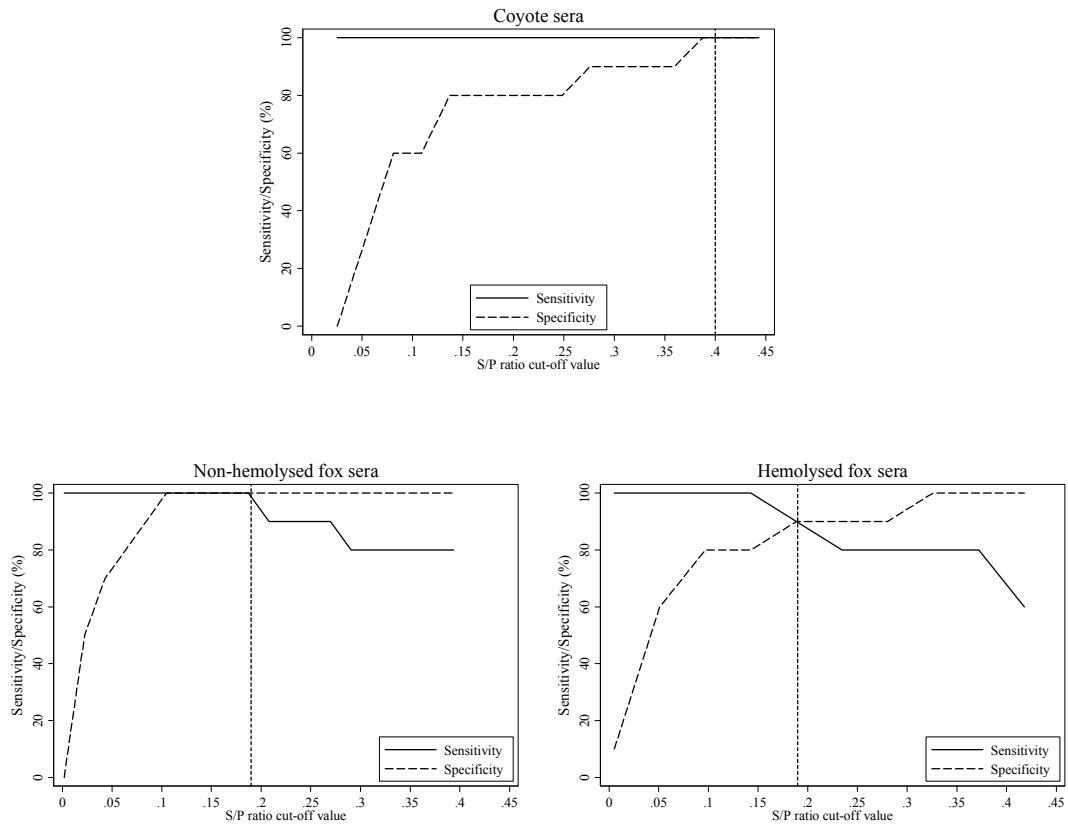 Coyote sera
Sensitivity/Specificity (%)
100
80
60
40
20
0
Sensitivity
Specificity
0 .05 .1 .15 .2 .25 .3 .35 .4 .45
S/P ratio cut-off value
Non-hemolysed fox sera
Sensitivity/Specificity (%)
100
80
60
40
20
0
Sensitivity
Specificity
0 .05 .1 .15 .2 .25 .3 .35 .4 .45
S/P ratio cut-off value
Hemolysed fox sera
Sensitivity/Specificity (%)
100
80
60
40
20
0
Sensitivity
Specificity
0 .05 .1 .15 .2 .25 .3 .35 .4 .45
S/P ratio cut-off value